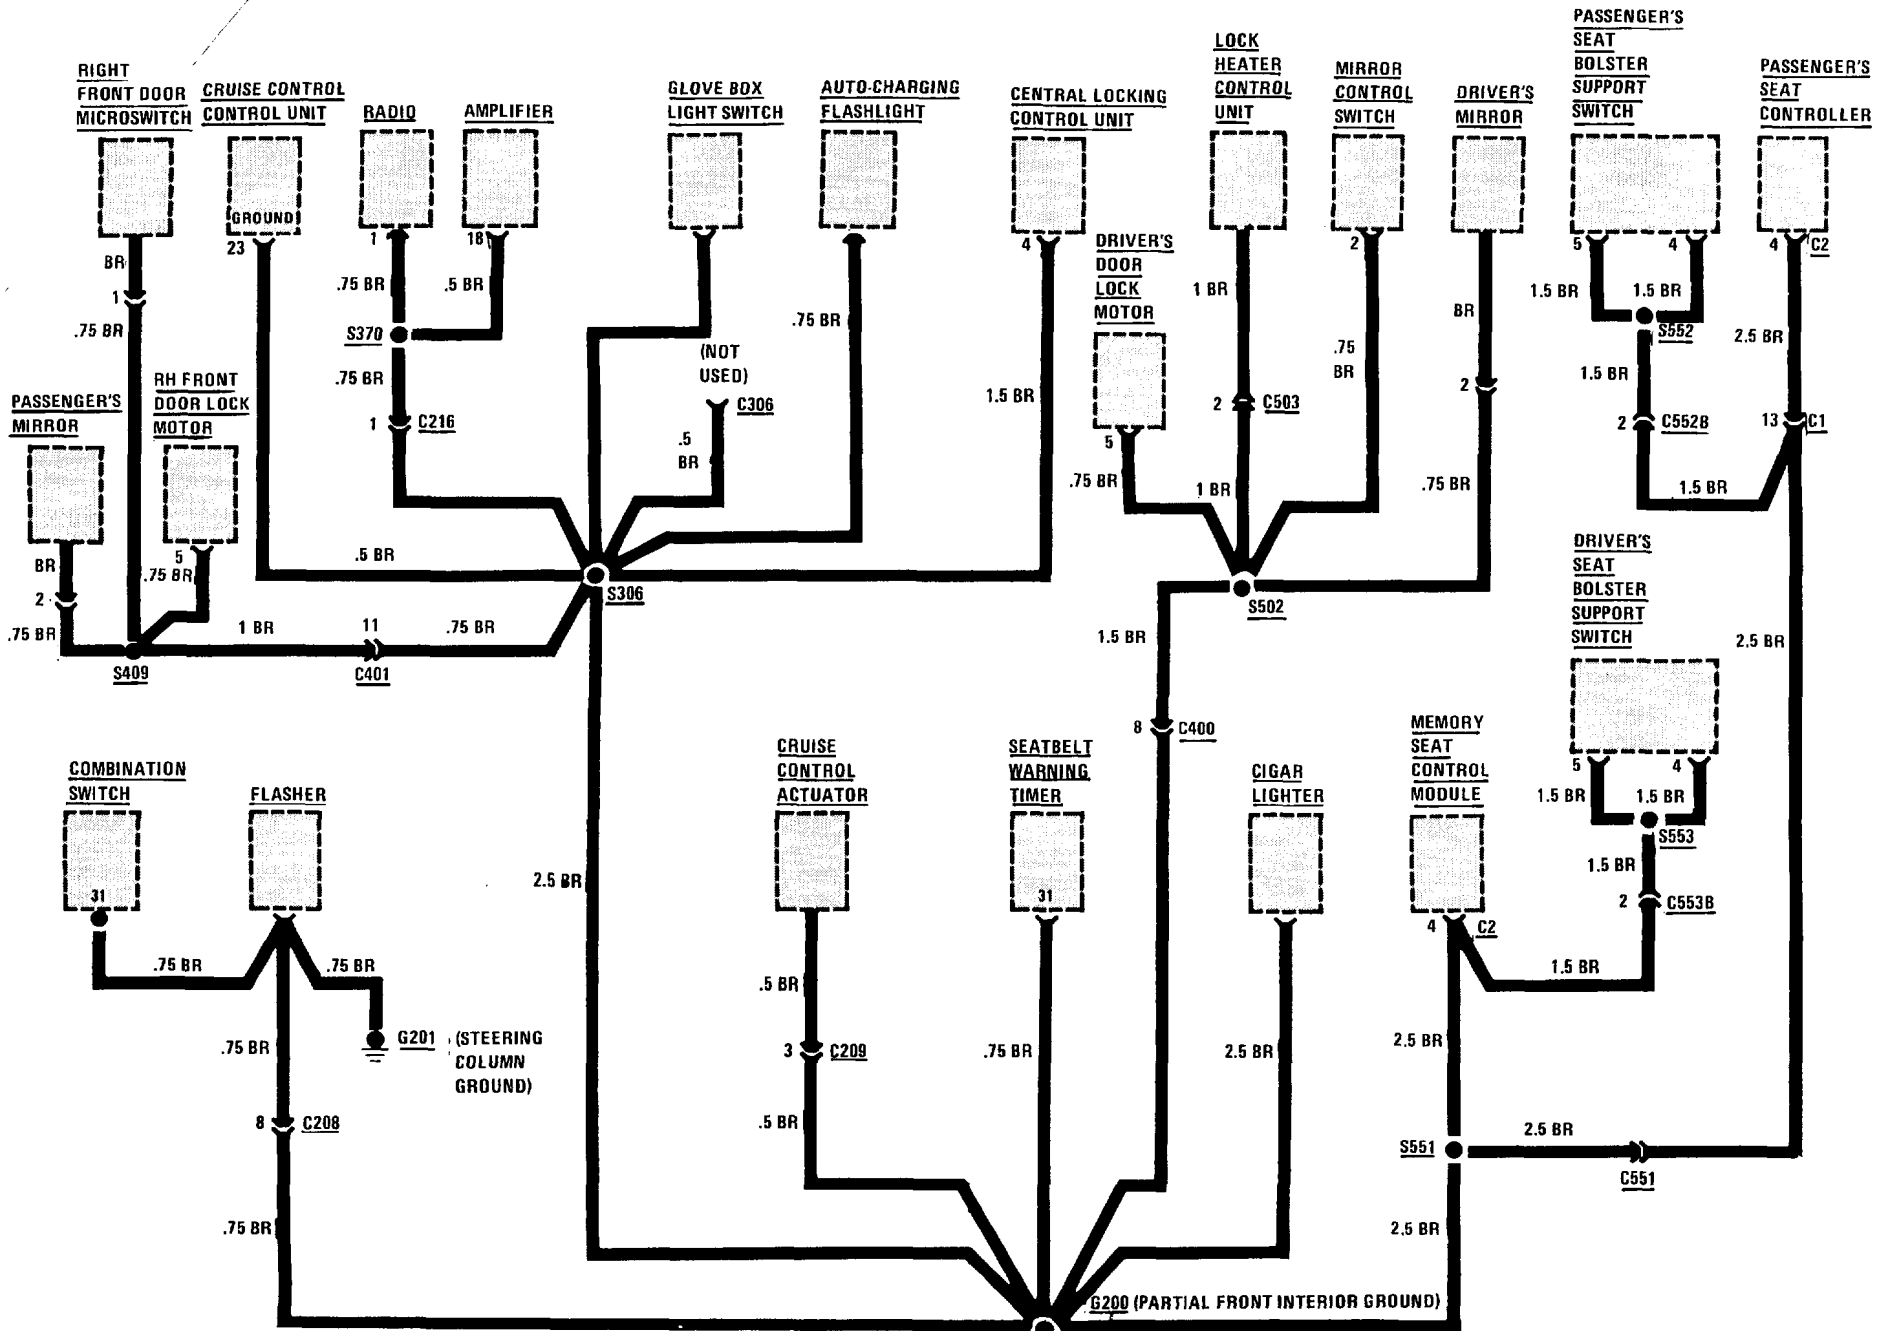 RIGHT
FRONT DOOR
MICROSWITCH
CRUISE CONTROL
CONTROL UNIT
RADIO
AMPLIFIER
GLOVE BOX
LIGHT SWITCH
AUTO-CHARGING
FLASHLIGHT
CENTRAL LOCKING
CONTROL UNIT
LOCK
HEATER
CONTROL
UNIT
MIRROR
CONTROL
SWITCH
DRIVER'S
MIRROR
PASSENGER'S
SEAT
BOLSTER
SUPPORT
SWITCH
PASSENGER'S
SEAT
CONTROLLER
GROUND
23
1
18
4
2
5
4
4
C2
BR
1
.75 BR
.75 BR
.5 BR
S370
.75 BR
1
C216
(NOT
USED)
C306
.5
BR
.75 BR
1.5 BR
DRIVER'S
DOOR
LOCK
MOTOR
5
.75 BR
1 BR
2
C503
1 BR
.75
BR
BR
2
.75 BR
1.5 BR
1.5 BR
S552
1.5 BR
2
C552B
1.5 BR
2.5 BR
13
C1
PASSENGER'S
MIRROR
RH FRONT
DOOR LOCK
MOTOR
BR
2
.75 BR
5
.75 BR
S409
1 BR
11
C401
.75 BR
.5 BR
S306
S502
1.5 BR
8
C400
DRIVER'S
SEAT
BOLSTER
SUPPORT
SWITCH
5
4
1.5 BR
1.5 BR
S553
1.5 BR
2
C553B
1.5 BR
2.5 BR
COMBINATION
SWITCH
31
FLASHER
.75 BR
.75 BR
G201
(STEERING
COLUMN
GROUND)
.75 BR
8
C208
.75 BR
2.5 BR
CRUISE
CONTROL
ACTUATOR
.5 BR
3
C209
.5 BR
SEATBELT
WARNING
TIMER
31
.75 BR
CIGAR
LIGHTER
2.5 BR
MEMORY
SEAT
CONTROL
MODULE
4
C2
2.5 BR
S551
2.5 BR
C551
2.5 BR
G200 (PARTIAL FRONT INTERIOR GROUND)